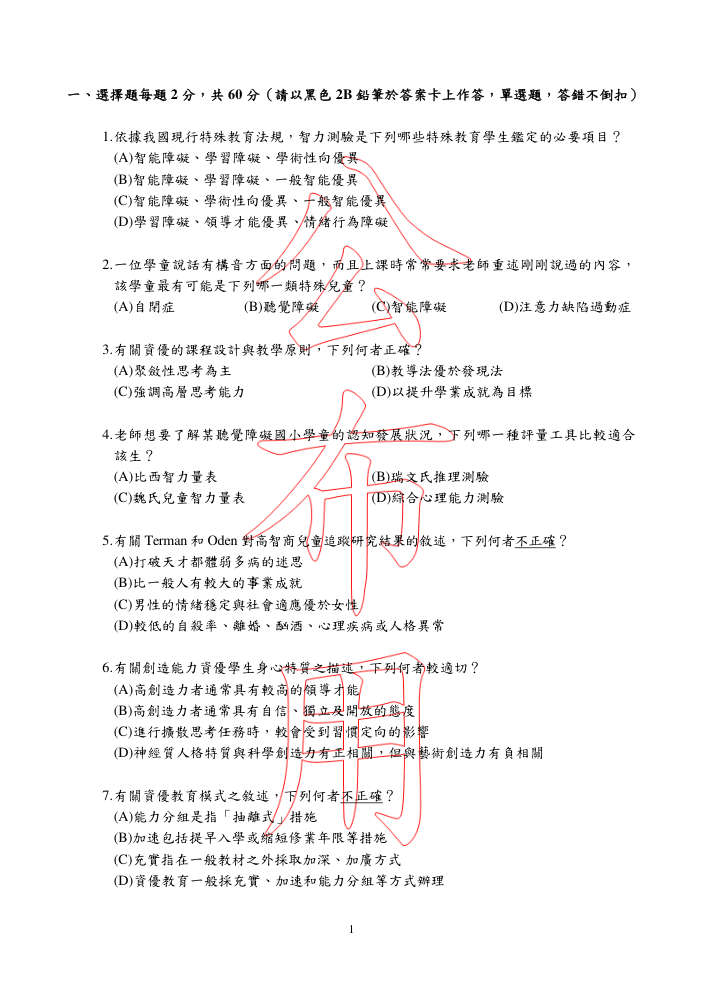 一、選擇題每題 2 分，共 60 分（請以黑色 2B 鉛筆於答案卡上作答，單選題，答錯不倒扣）
1.依據我國現行特殊教育法規，智力測驗是下列哪些特殊教育學生鑑定的必要項目？
(A)智能障礙、學習障礙、學術性向優異
(B)智能障礙、學習障礙、一般智能優異
(C)智能障礙、學術性向優異、一般智能優異
(D)學習障礙、領導才能優異、情緒行為障礙
2.一位學童說話有構音方面的問題，而且上課時常常要求老師重述剛剛說過的內容，
該學童最有可能是下列哪一類特殊兒童？
(A)自閉症 (B)聽覺障礙 (C)智能障礙 (D)注意力缺陷過動症
3.有關資優的課程設計與教學原則，下列何者正確？
(A)聚斂性思考為主 (B)教導法優於發現法
(C)強調高層思考能力 (D)以提升學業成就為目標
4.老師想要了解某聽覺障礙國小學童的認知發展狀況，下列哪一種評量工具比較適合
該生？
(A)比西智力量表 (B)瑞文氏推理測驗
(C)魏氏兒童智力量表 (D)綜合心理能力測驗
5.有關 Terman 和 Oden 對高智商兒童追蹤研究結果的敘述，下列何者不正確？
(A)打破天才都體弱多病的迷思
(B)比一般人有較大的事業成就
(C)男性的情緒穩定與社會適應優於女性
(D)較低的自殺率、離婚、酗酒、心理疾病或人格異常
6.有關創造能力資優學生身心特質之描述，下列何者較適切？
(A)高創造力者通常具有較高的領導才能
(B)高創造力者通常具有自信、獨立及開放的態度
(C)進行擴散思考任務時，較會受到習慣定向的影響
(D)神經質人格特質與科學創造力有正相關，但與藝術創造力有負相關
7.有關資優教育模式之敘述，下列何者不正確？
(A)能力分組是指「抽離式」措施
(B)加速包括提早入學或縮短修業年限等措施
(C)充實指在一般教材之外採取加深、加廣方式
(D)資優教育一般採充實、加速和能力分組等方式辦理
1
公布用